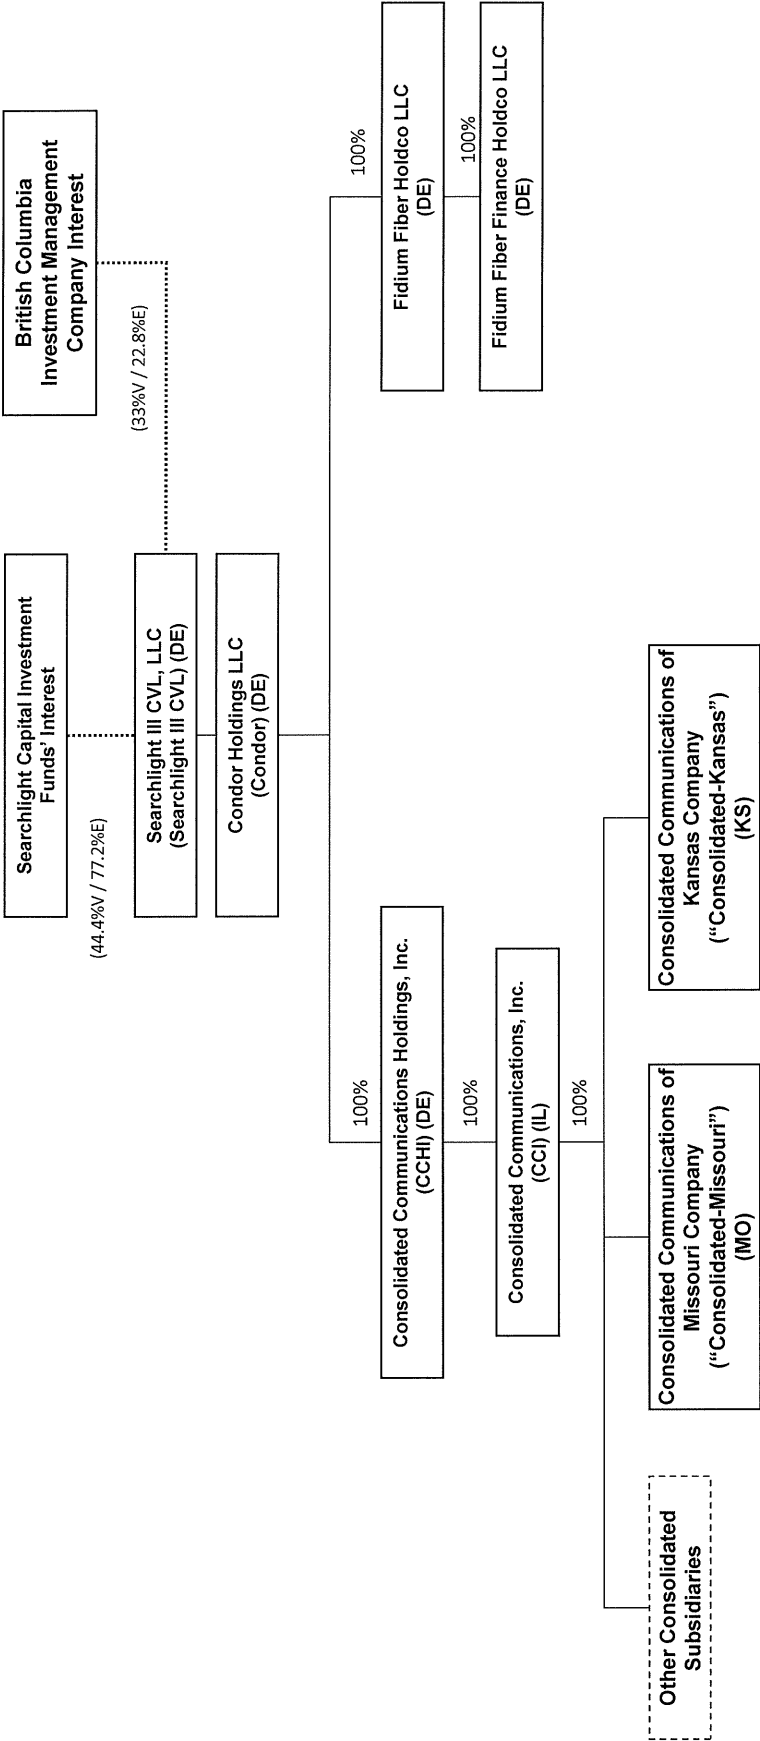 Searchlight Capital Investment
Funds' Interest
British Columbia
Investment Management
Company Interest
(44.4%V / 77.2%E)
(33%V / 22.8%E)
Searchlight III CVL, LLC
(Searchlight III CVL) (DE)
Condor Holdings LLC
(Condor) (DE)
100%
100%
Consolidated Communications Holdings, Inc.
(CCHI) (DE)
Fidium Fiber Holdco LLC
(DE)
100%
100%
Consolidated Communications, Inc.
(CCI) (IL)
Fidium Fiber Finance Holdco LLC
(DE)
100%
Other Consolidated
Subsidiaries
Consolidated Communications of
Missouri Company
(“Consolidated-Missouri”)
(MO)
Consolidated Communications of
Kansas Company
(“Consolidated-Kansas”)
(KS)